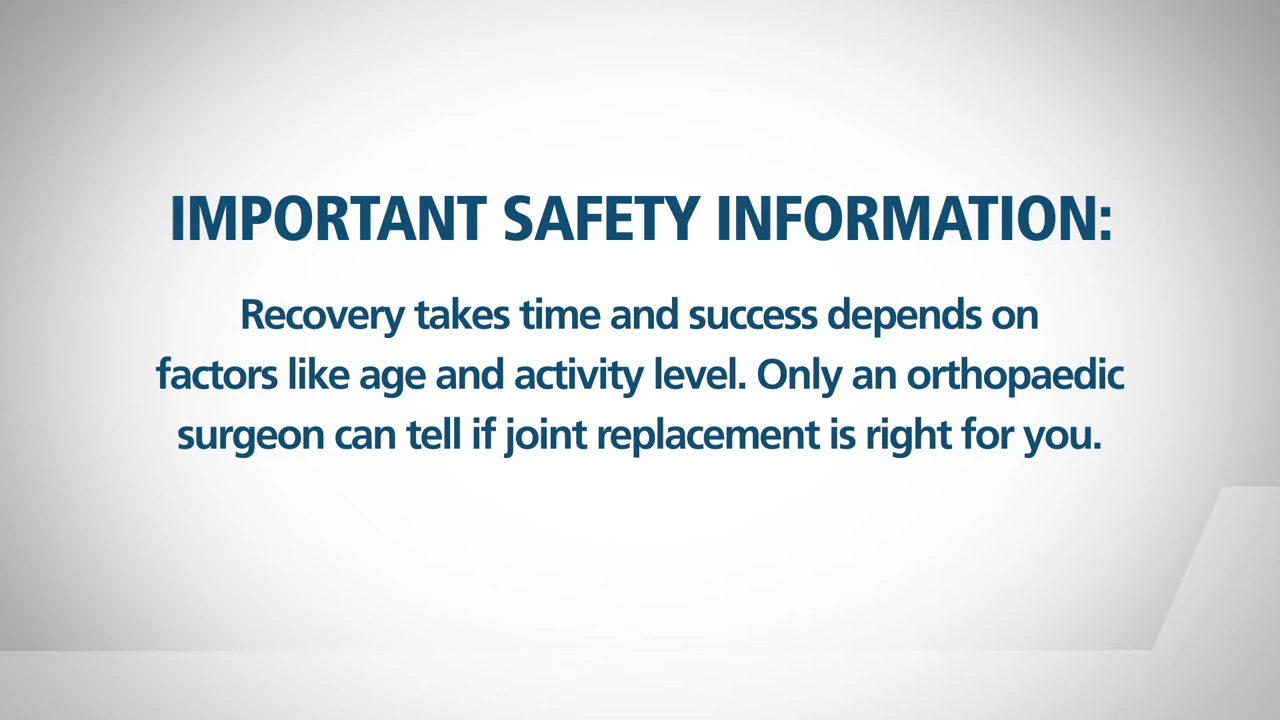 IMPORTANT SAFETY INFORMATION:
Recovery takes time and success depends on
factors like age and activity level. Only an orthopaedic
surgeon can tell if joint replacement is right for you.